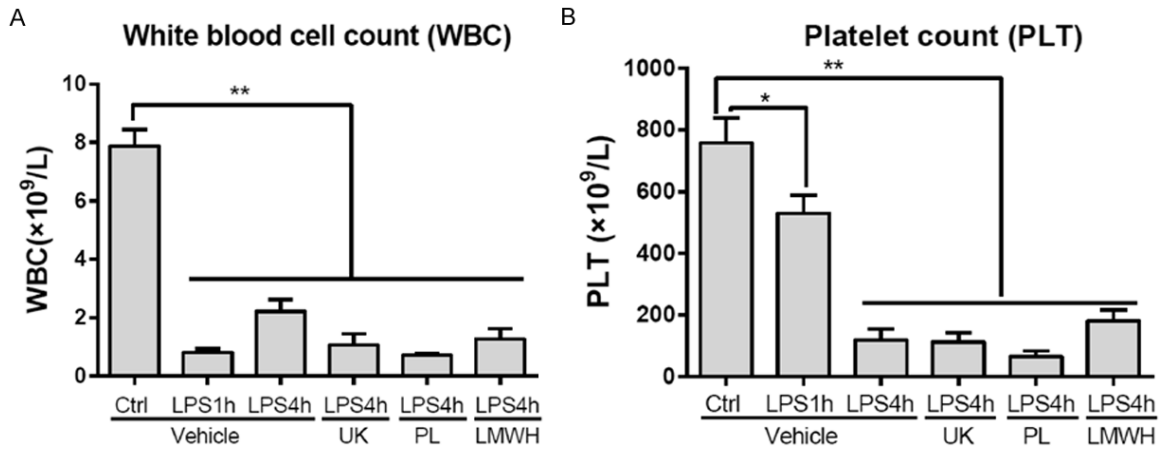 A
White blood cell count (WBC)
WBC(×10⁹/L)
10
8
6
4
2
0
**
Ctrl LPS1h LPS4h LPS4h LPS4h LPS4h
Vehicle UK PL LMWH
B
Platelet count (PLT)
PLT (×10⁹/L)
1000
800
600
400
200
0
**
*
Ctrl LPS1h LPS4h LPS4h LPS4h LPS4h
Vehicle UK PL LMWH